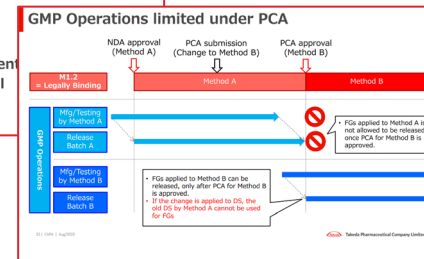 GMP Operations limited under PCA
NDA approval
(Method A)
PCA submission
(Change to Method B)
PCA approval
(Method B)
M1.2
= Legally Binding
Method A
Method B
GMP Operations
Mfg/Testing
by Method A
Release
Batch A
Mfg/Testing
by Method B
Release
Batch B
• FGs applied to Method A is
not allowed to be released
once PCA for Method B is
approved.
• FGs applied to Method B can be
released, only after PCA for Method B
is approved.
• If the change is applied to DS, the
old DS by Method A cannot be used
for FGs
Takeda Pharmaceutical Company Limited